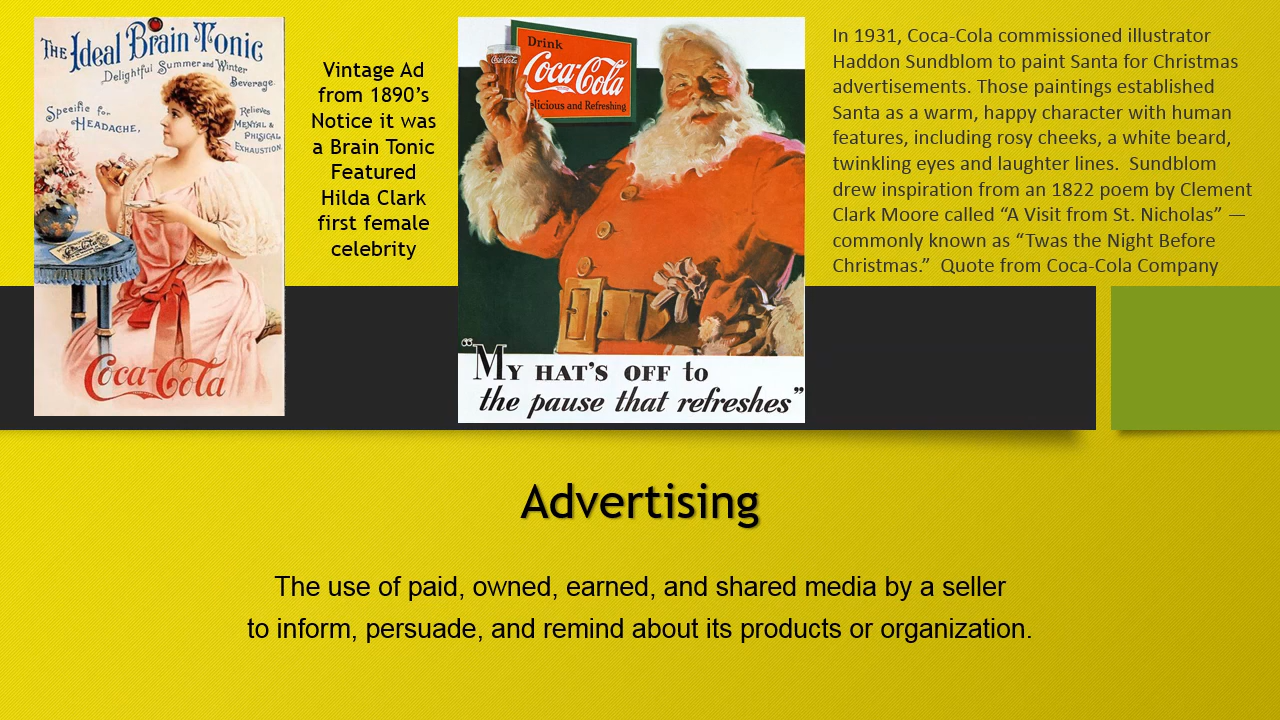 THE Ideal Brain Tonic
Delightful Summer and Winter
Beverage.
Specific for
HEADACHE,
Relieves
MENTAL &
PHISICAL
EXHAUSTION
Coca-Cola
Vintage Ad
from 1890’s
Notice it was
a Brain Tonic
Featured
Hilda Clark
first female
celebrity
Drink
Coca-Cola
Delicious and Refreshing
Coca-Cola
“MY HAT’S OFF to
the pause that refreshes”
In 1931, Coca-Cola commissioned illustrator
Haddon Sundblom to paint Santa for Christmas
advertisements. Those paintings established
Santa as a warm, happy character with human
features, including rosy cheeks, a white beard,
twinkling eyes and laughter lines.  Sundblom
drew inspiration from an 1822 poem by Clement
Clark Moore called “A Visit from St. Nicholas” —
commonly known as “Twas the Night Before
Christmas.”  Quote from Coca-Cola Company
Advertising
The use of paid, owned, earned, and shared media by a seller
to inform, persuade, and remind about its products or organization.